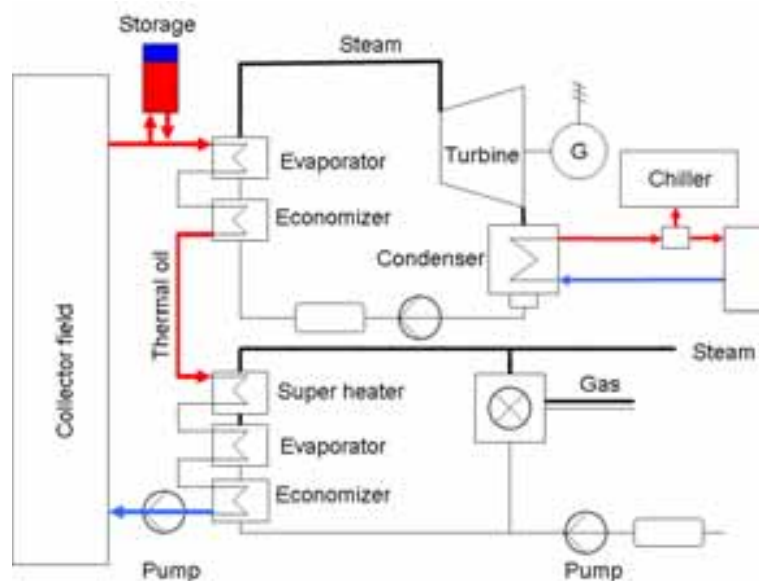 Storage
Steam
Evaporator
Turbine
G
Chiller
Economizer
Condenser
Thermal oil
Collector field
Steam
Super heater
Gas
Evaporator
Economizer
Pump
Pump